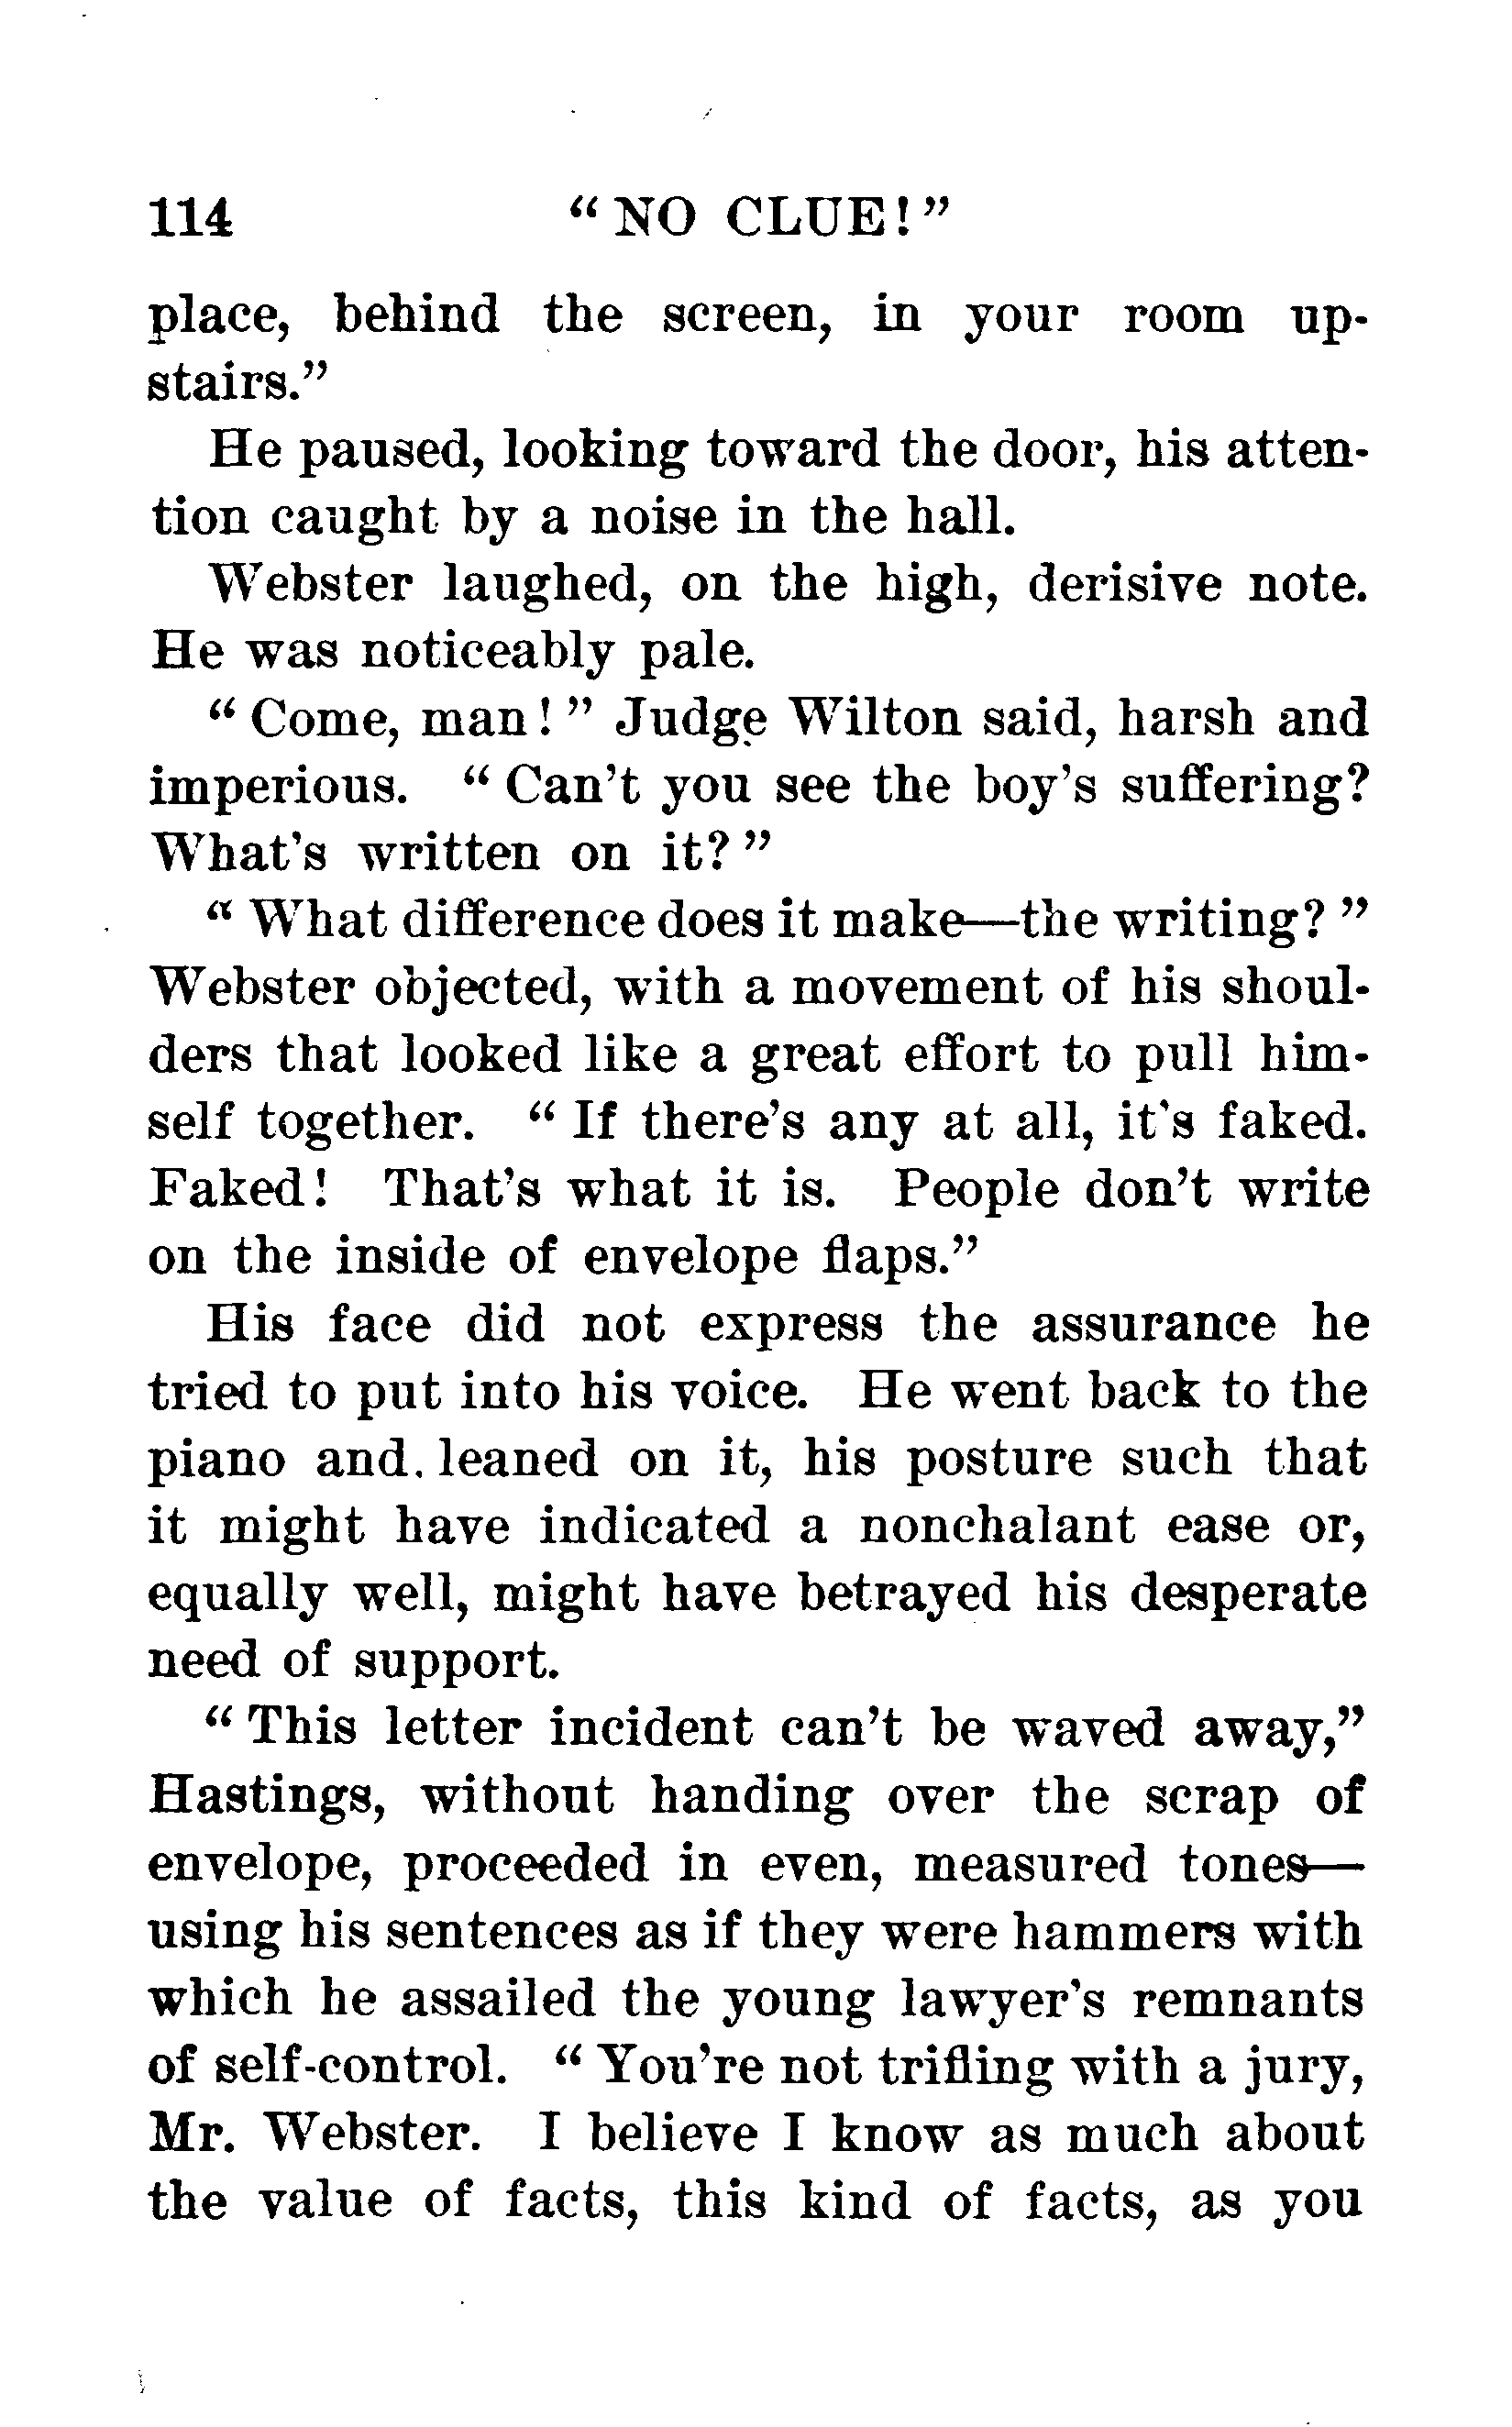 114 "NO CLUE!"
place, behind the screen, in your room up-
stairs."
He paused, looking toward the door, his atten-
tion caught by a noise in the hall.
Webster laughed, on the high, derisive note.
He was noticeably pale.
"Come, man!" Judge Wilton said, harsh and
imperious. "Can't you see the boy's suffering?
What's written on it?"
"What difference does it make—the writing?"
Webster objected, with a movement of his shoul-
ders that looked like a great effort to pull him-
self together. "If there's any at all, it's faked.
Faked! That's what it is. People don't write
on the inside of envelope flaps."
His face did not express the assurance he
tried to put into his voice. He went back to the
piano and leaned on it, his posture such that
it might have indicated a nonchalant ease or,
equally well, might have betrayed his desperate
need of support.
"This letter incident can't be waved away,"
Hastings, without handing over the scrap of
envelope, proceeded in even, measured tones—
using his sentences as if they were hammers with
which he assailed the young lawyer's remnants
of self-control. "You're not trifling with a jury,
Mr. Webster. I believe I know as much about
the value of facts, this kind of facts, as you